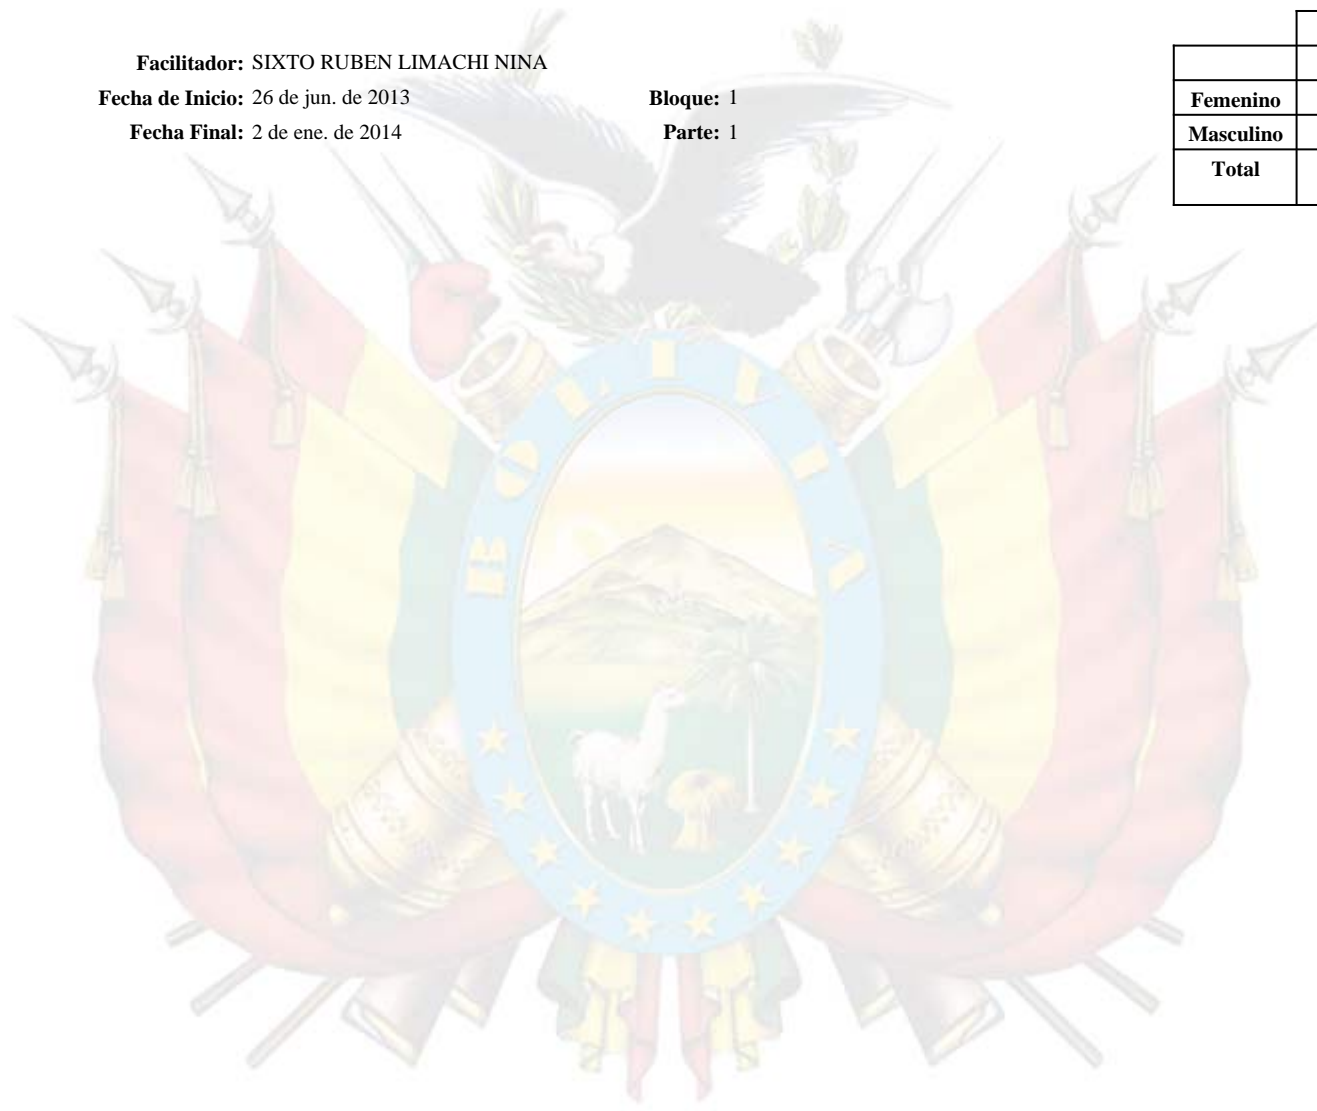 Facilitador: SIXTO RUBEN LIMACHI NINA
Fecha de Inicio: 26 de jun. de 2013 Bloque: 1
Fecha Final: 2 de ene. de 2014 Parte: 1
Femenino
Masculino
Total
BOLIVIA